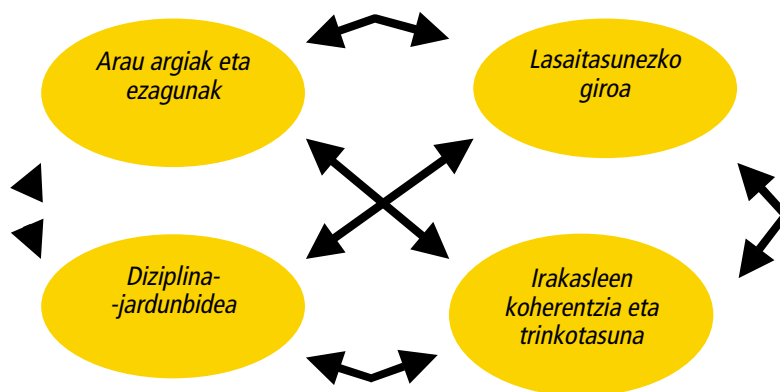 Arau argiak eta
ezagunak
Lasaitasunezko
giroa
Diziplina-
-jardunbidea
Irakasleen
koherentzia eta
trinkotasuna